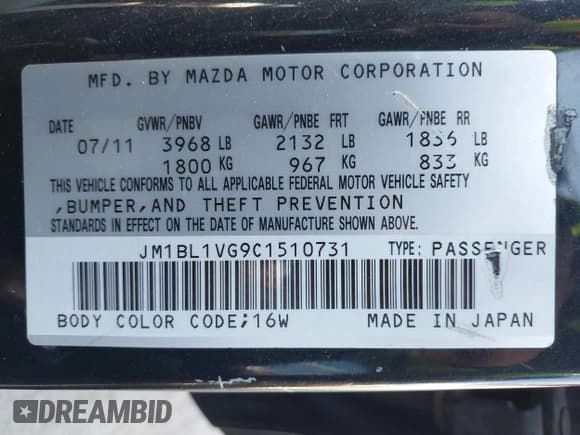 MFD. BY MAZDA MOTOR CORPORATION
DATE GVWR/PNBV GAWR/PNBE FRT GAWR/PNBE RR
07/11 3968 LB 2132 LB 1836 LB
1800 KG 967 KG 833 KG
THIS VEHICLE CONFORMS TO ALL APPLICABLE FEDERAL MOTOR VEHICLE SAFETY
,BUMPER,AND THEFT PREVENTION
STANDARDS IN EFFECT ON THE DATE OF MANUFACTURE SHOWN ABOVE.
JM1BL1VG9C1510731 TYPE: PASSENGER
BODY COLOR CODE;16W MADE IN JAPAN
DREAMBID